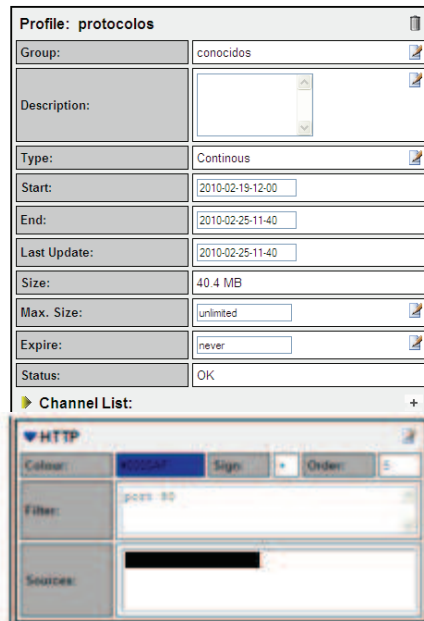 Profile: protocolos
Group: conocidos
Description:
Type: Continous
Start: 2010-02-19-12-00
End: 2010-02-25-11-40
Last Update: 2010-02-25-11-40
Size: 40.4 MB
Max. Size: unlimited
Expire: never
Status: OK
Channel List: +
HTTP
Colour: Sign: + Order: 5
Filter: port 80
Sources: